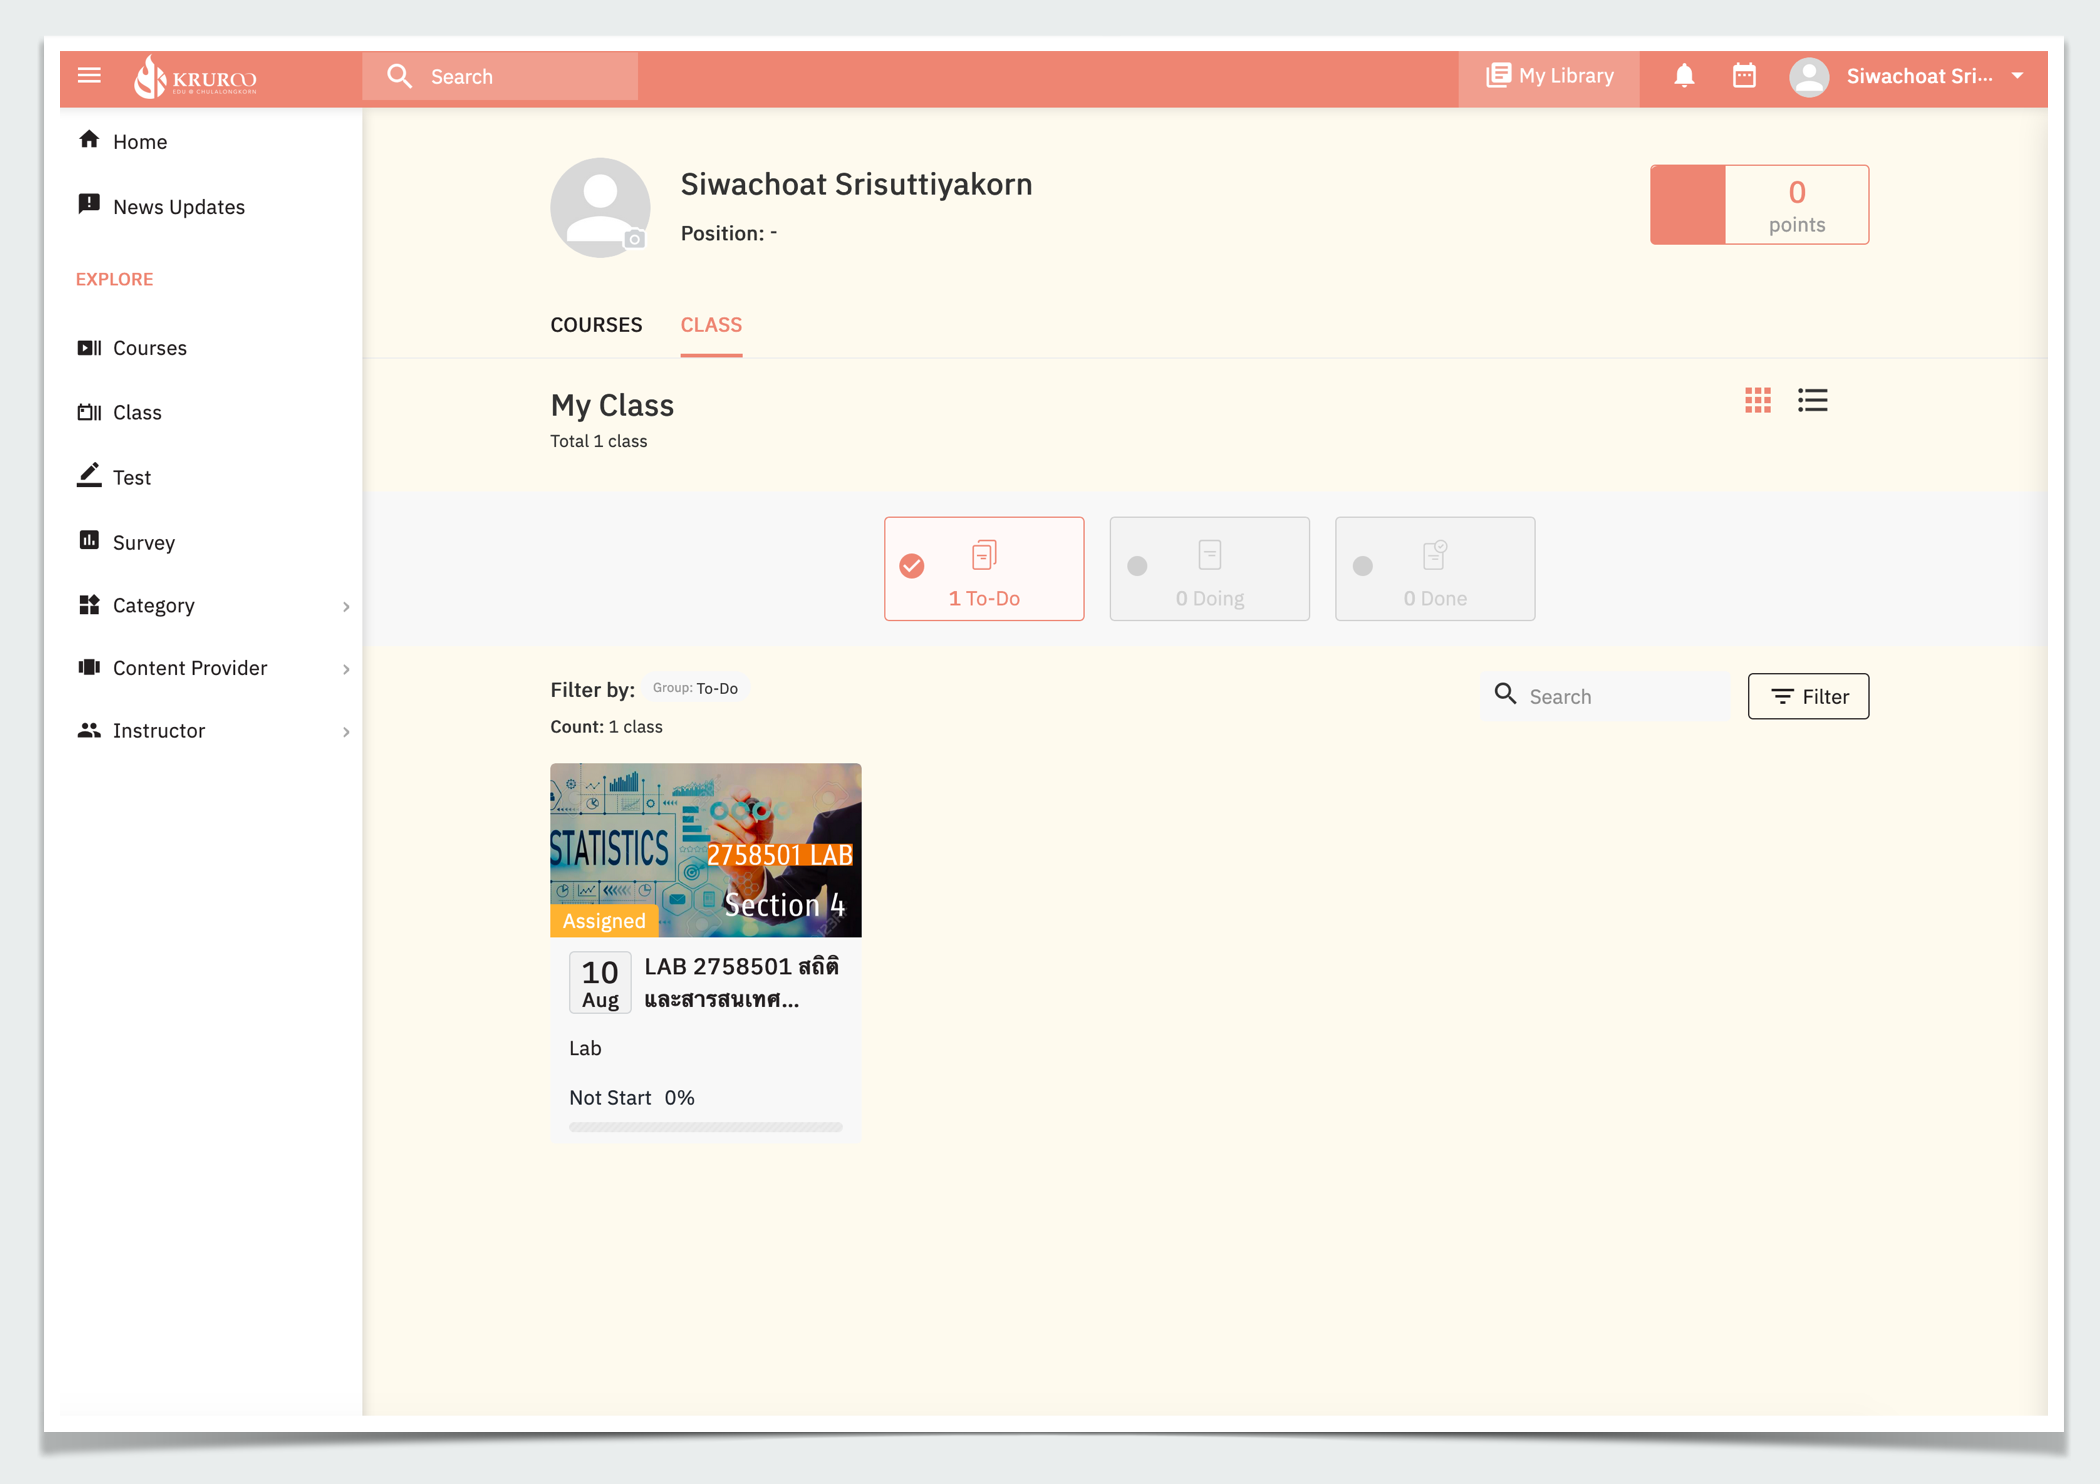 KRUROO
EDU @ CHULALONGKORN
Search
My Library
Siwachoat Sri...
Home
News Updates
EXPLORE
Courses
Class
Test
Survey
Category
Content Provider
Instructor
Siwachoat Srisuttiyakorn
Position: -
0
points
COURSES
CLASS
My Class
Total 1 class
1 To-Do
0 Doing
0 Done
Filter by: Group: To-Do
Count: 1 class
Search
Filter
STATISTICS
2758501 LAB
Section 4
Assigned
10
Aug
LAB 2758501 สถิติ
และสารสนเทศ...
Lab
Not Start 0%